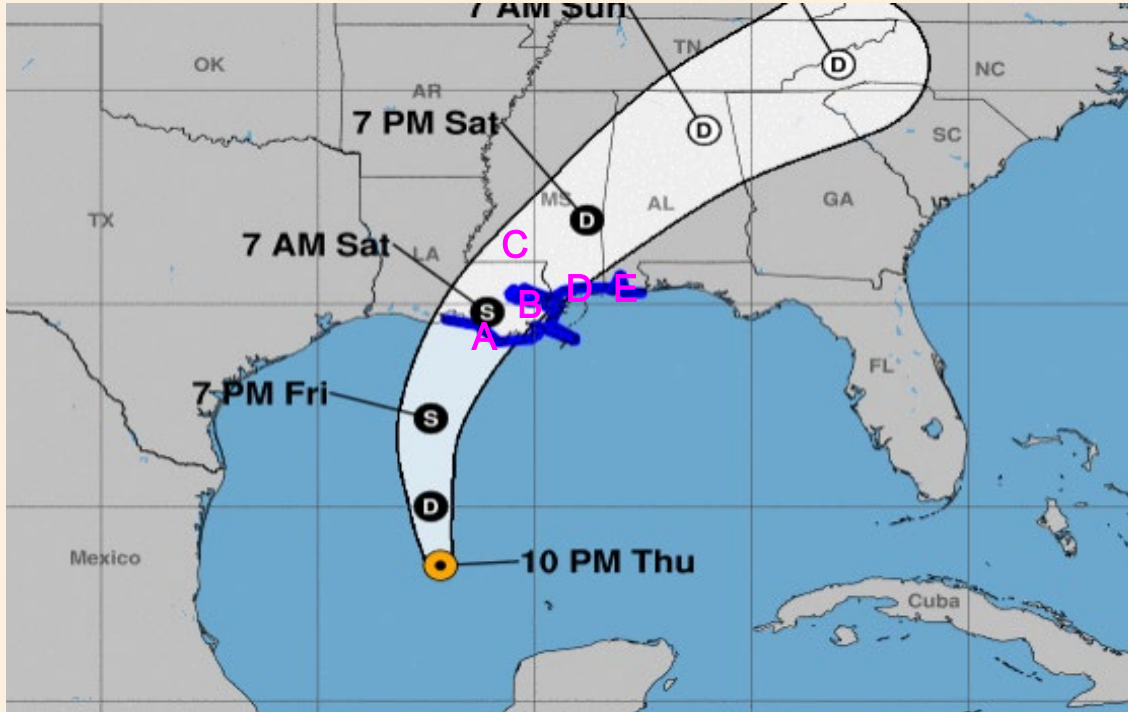 7 AM Sun
D
TN
OK
NC
AR
7 PM Sat
D
SC
MS
AL
GA
TX
D
C
7 AM Sat
LA
D
E
B
S
A
FL
7 PM Fri
S
D
Mexico
10 PM Thu
Cuba